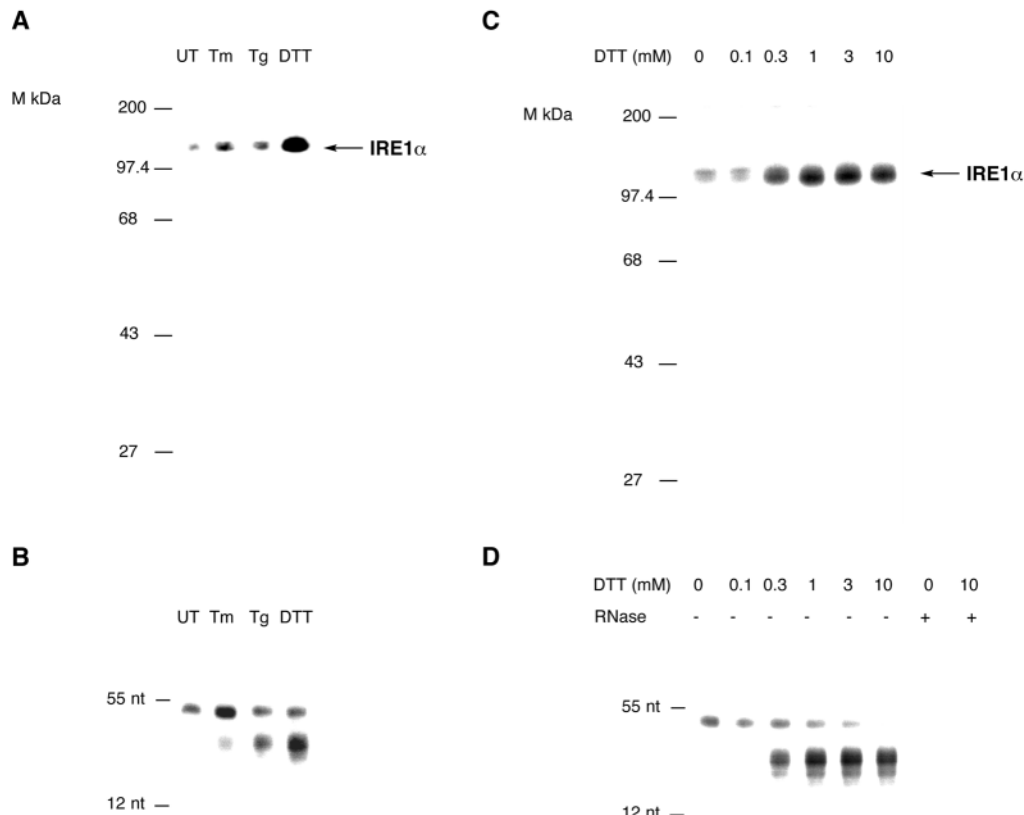 A
UT Tm Tg DTT
M kDa
200
IRE1α
97.4
68
43
27
B
UT Tm Tg DTT
55 nt
12 nt
C
DTT (mM) 0 0.1 0.3 1 3 10
M kDa
200
IRE1α
97.4
68
43
27
D
DTT (mM) 0 0.1 0.3 1 3 10 0 10
RNase - - - - - - + +
55 nt
12 nt